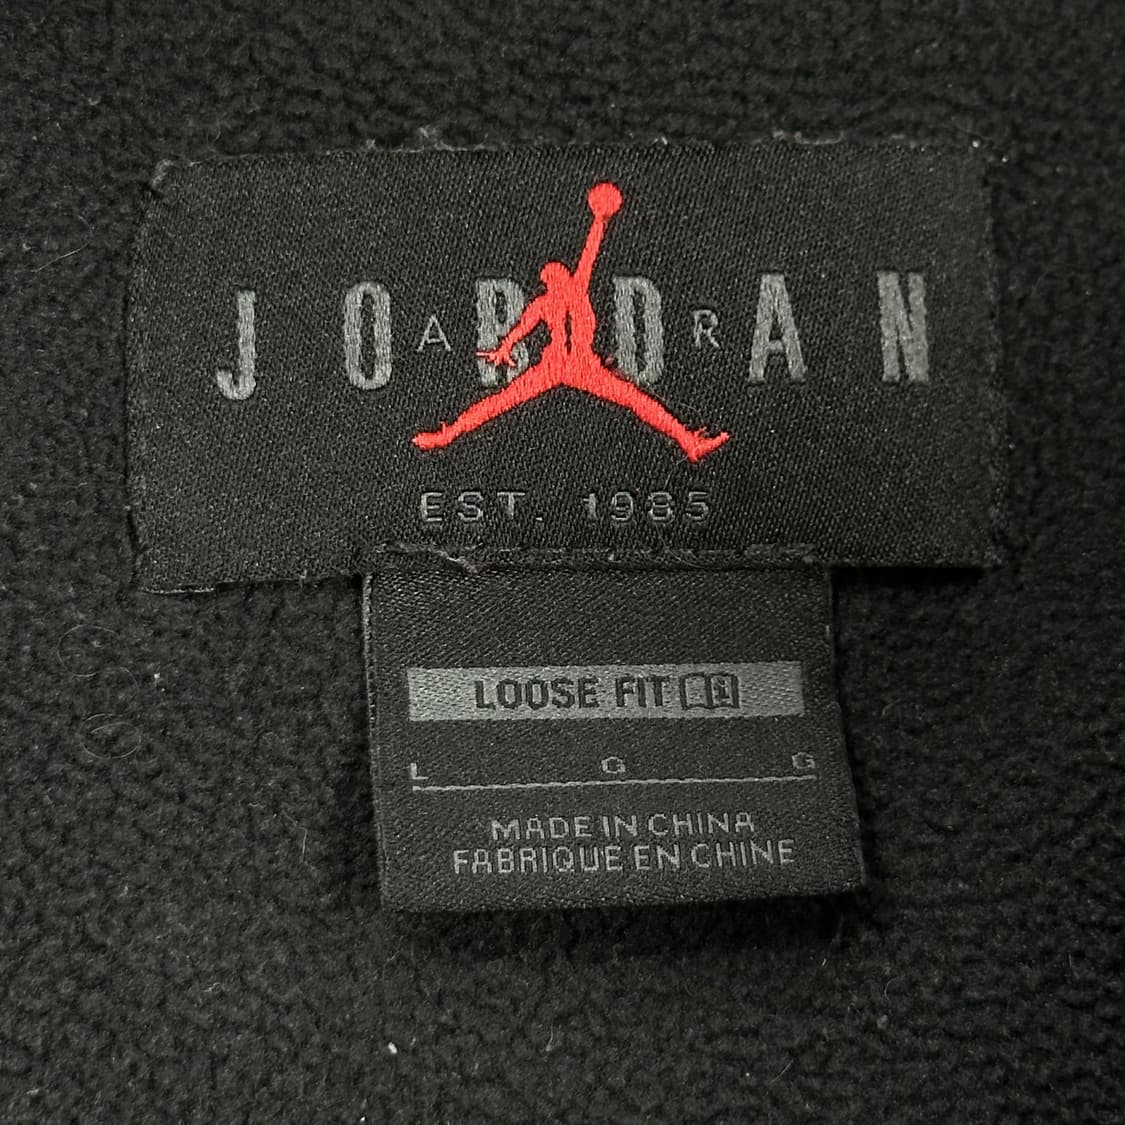 JORDAN
AIR
EST. 1985
LOOSE FIT
L G G
MADE IN CHINA
FABRIQUE EN CHINE